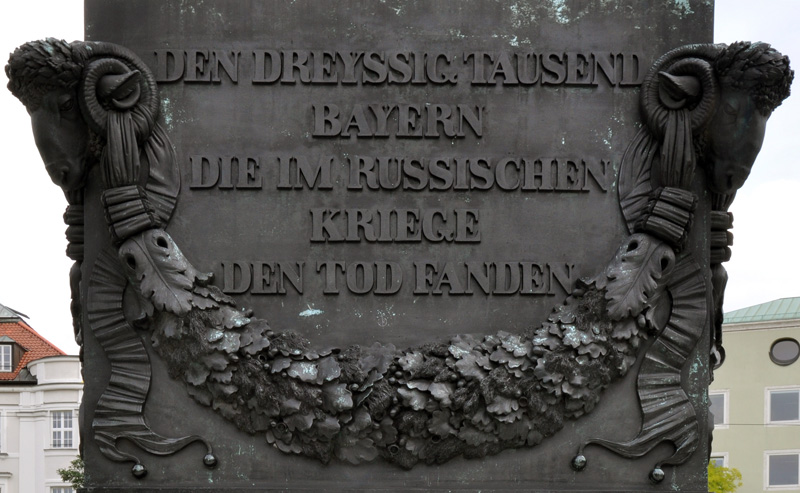 DEN DREYSSIG TAUSEND
BAYERN
DIE IM RUSSISCHEN
KRIEGE
DEN TOD FANDEN